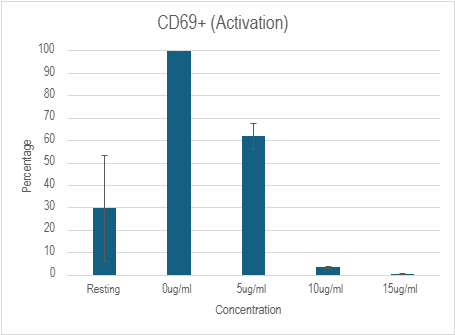 CD69+ (Activation)
100
90
80
70
60
50
40
30
20
10
0
Percentage
Resting 0ug/ml 5ug/ml 10ug/ml 15ug/ml
Concentration